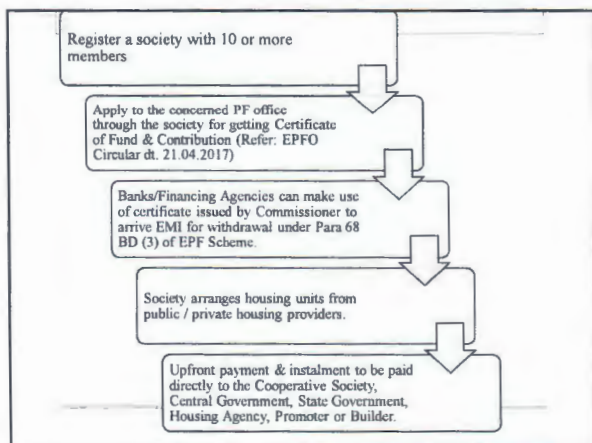 Register a society with 10 or more
members
Apply to the concerned PF office
through the society for getting Certificate
of Fund & Contribution (Refer: EPFO
Circular dt. 21.04.2017)
Banks/Financing Agencies can make use
of certificate issued by Commissioner to
arrive EMI for withdrawal under Para 68
BD (3) of EPF Scheme.
Society arranges housing units from
public / private housing providers.
Upfront payment & instalment to be paid
directly to the Cooperative Society,
Central Government, State Government,
Housing Agency, Promoter or Builder.